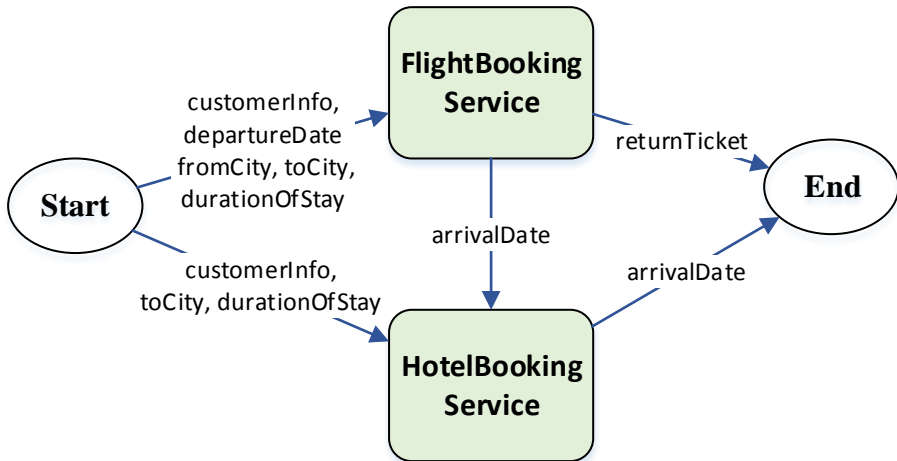 FlightBooking
Service
customerInfo,
departureDate
fromCity, toCity,
durationOfStay
returnTicket
Start
End
arrivalDate
customerInfo,
toCity, durationOfStay
arrivalDate
HotelBooking
Service